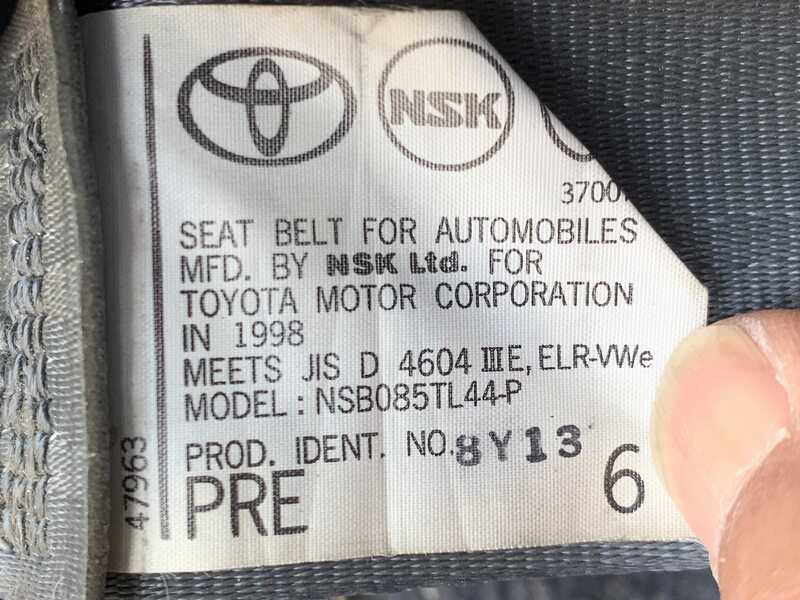 NSK
3700
SEAT BELT FOR AUTOMOBILES
MFD. BY NSK Ltd. FOR
TOYOTA MOTOR CORPORATION
IN 1998
MEETS JIS D 4604 ⅢE, ELR-VWe
MODEL : NSB085TL44-P
PROD. IDENT. NO. 8Y13
PRE 6
47963